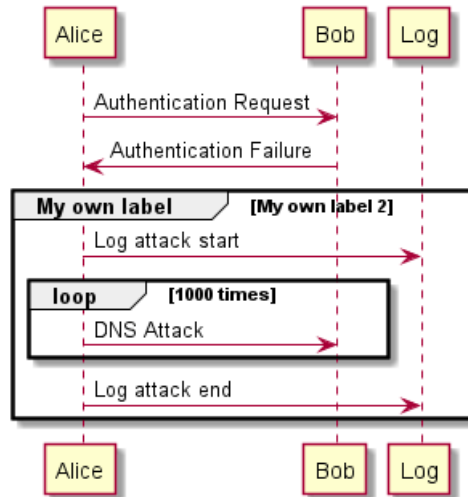 Alice Bob Log
Authentication Request
Authentication Failure
My own label [My own label 2]
Log attack start
loop [1000 times]
DNS Attack
Log attack end
Alice Bob Log